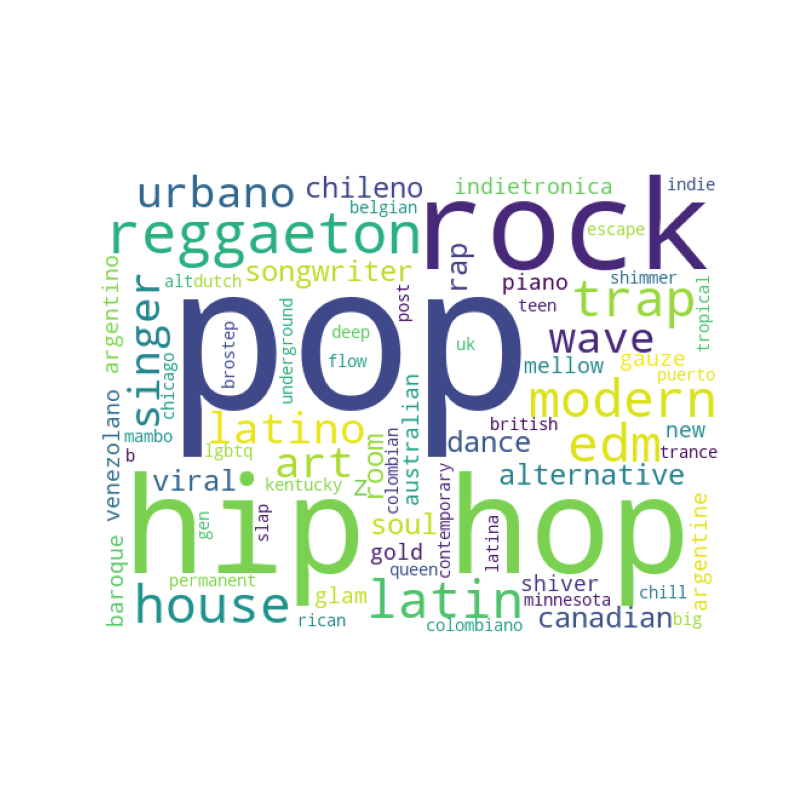 urbano
chileno
indietronica
indie
belgian
rock
reggaeton
escape
argentino
alt
dutch
songwriter
rap
piano
shimmer
tropical
singer
pop
post
teen
trap
underground
deep
brostep
flow
uk
wave
chicago
mellow
gauze
puerto
venezolano
latino
modern
mambo
b
lgbtq
art
room
colombian
australian
british
dance
edm
new
trance
viral
kentucky
z
alternative
hip hop
gen
slap
soul
gold
contemporary
latina
argentine
baroque
permanent
queen
shiver
chill
house
glam
latin
minnesota
rican
colombiano
canadian
big